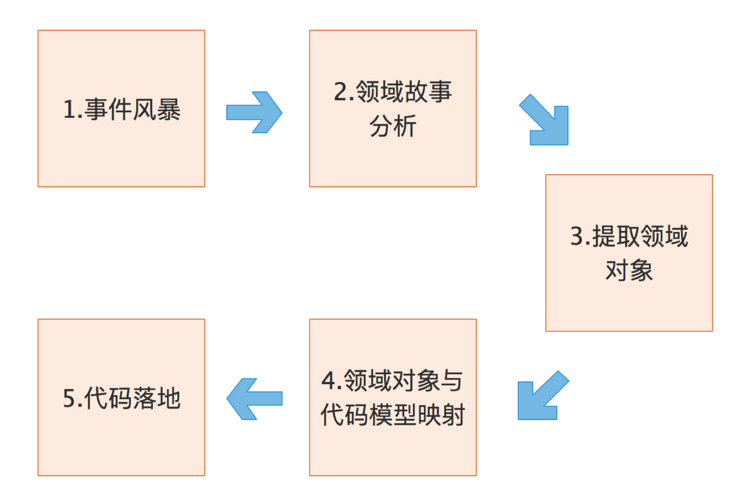 1.事件风暴
2.领域故事
分析
3.提取领域
对象
4.领域对象与
代码模型映射
5.代码落地